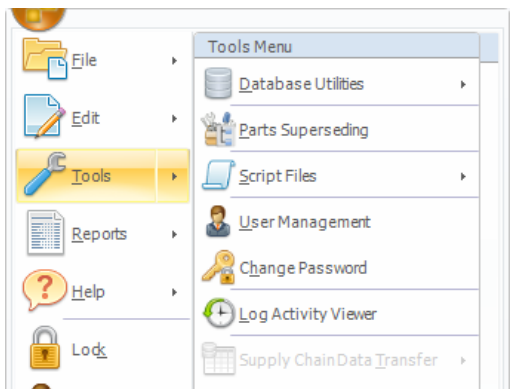 File
Edit
Tools
Reports
Help
Lock
Tools Menu
Database Utilities
Parts Superseding
Script Files
User Management
Change Password
Log Activity Viewer
Supply Chain Data Transfer